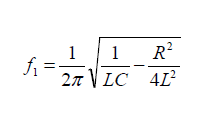 f₁ = 1/(2π) √(1/(LC) − R²/(4L²))